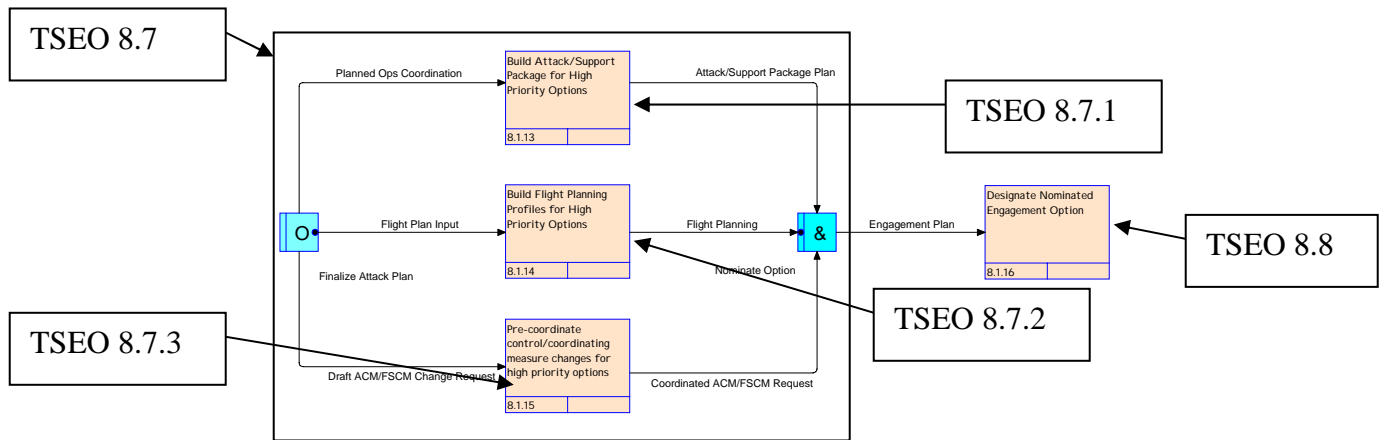 TSEO 8.7
Planned Ops Coordination
Build Attack/Support
Package for High
Priority Options
8.1.13
Attack/Support Package Plan
TSEO 8.7.1
O
Flight Plan Input
Build Flight Planning
Profiles for High
Priority Options
8.1.14
Flight Planning
&
Engagement Plan
Designate Nominated
Engagement Option
8.1.16
TSEO 8.8
Finalize Attack Plan
Nominate Option
TSEO 8.7.2
TSEO 8.7.3
Draft ACM/FSCM Change Request
Pre-coordinate
control/coordinating
measure changes for
high priority options
8.1.15
Coordinated ACM/FSCM Request